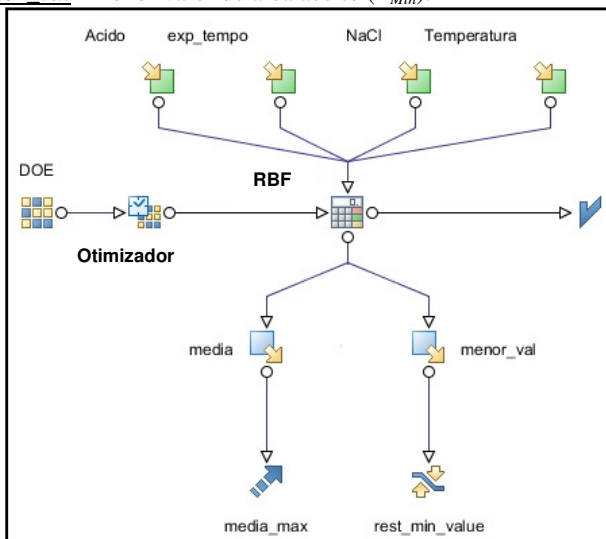 Acido exp_tempo NaCl Temperatura
DOE
RBF
Otimizador
media menor_val
media_max rest_min_value